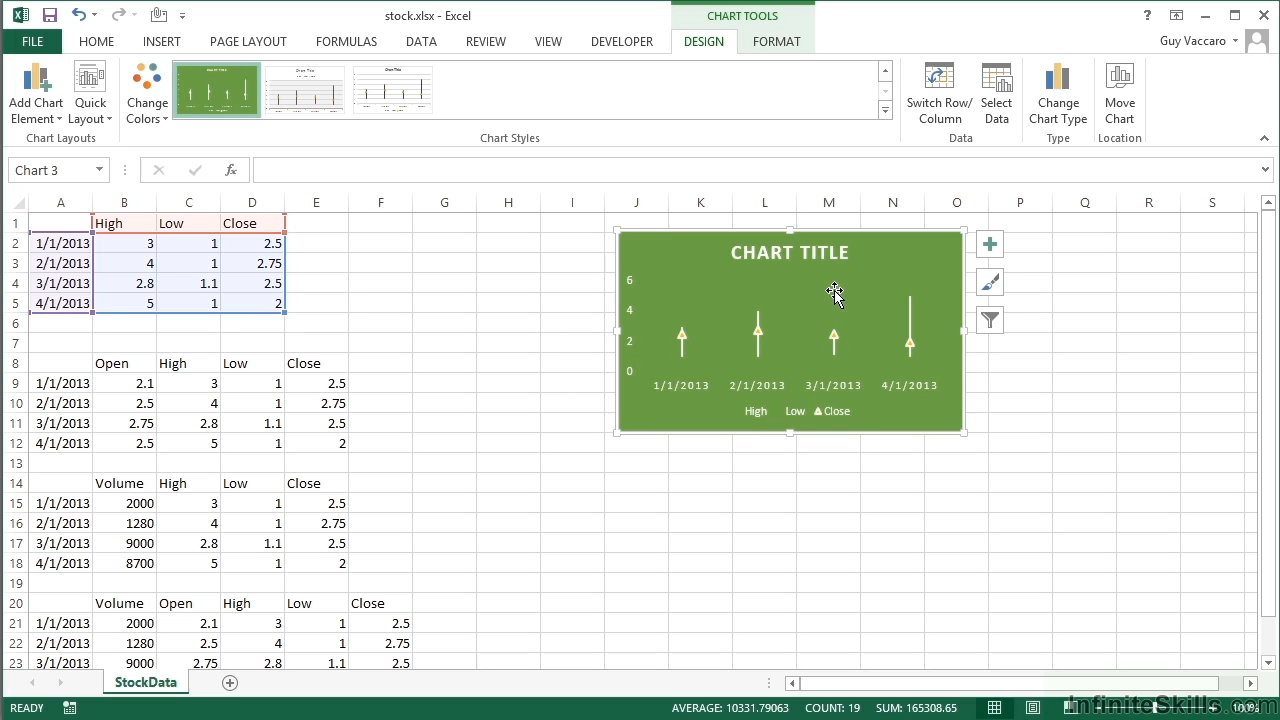 stock.xlsx - Excel
CHART TOOLS
?
FILE HOME INSERT PAGE LAYOUT FORMULAS DATA REVIEW VIEW DEVELOPER DESIGN FORMAT Guy Vaccaro
Add Chart Element
Quick Layout
Change Colors
Switch Row/ Column
Select Data
Change Chart Type
Move Chart
Chart Layouts Chart Styles Data Type Location
Chart 3 fx
A B C D E F G H I J K L M N O P Q R S
1 High Low Close
2 1/1/2013 3 1 2.5
3 2/1/2013 4 1 2.75
4 3/1/2013 2.8 1.1 2.5
5 4/1/2013 5 1 2
6
7
8 Open High Low Close
9 1/1/2013 2.1 3 1 2.5
10 2/1/2013 2.5 4 1 2.75
11 3/1/2013 2.75 2.8 1.1 2.5
12 4/1/2013 2.5 5 1 2
13
14 Volume High Low Close
15 1/1/2013 2000 3 1 2.5
16 2/1/2013 1280 4 1 2.75
17 3/1/2013 9000 2.8 1.1 2.5
18 4/1/2013 8700 5 1 2
19
20 Volume Open High Low Close
21 1/1/2013 2000 2.1 3 1 2.5
22 2/1/2013 1280 2.5 4 1 2.75
23 3/1/2013 9000 2.75 2.8 1.1 2.5
CHART TITLE
6
4
2
0
1/1/2013 2/1/2013 3/1/2013 4/1/2013
High Low Close
StockData
READY AVERAGE: 10331.79063 COUNT: 19 SUM: 165308.65
InfiniteSkills.com